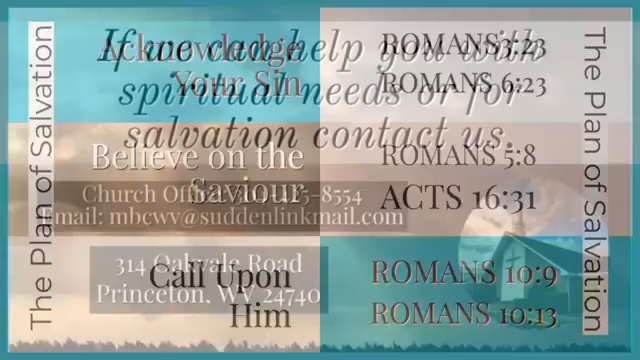 The Plan of Salvation
If we can help you with
spiritual needs or for
salvation contact us.
Acknowledge
Your Sin
ROMANS3:23
ROMANS 6:23
Believe on the
Saviour
ROMANS 5:8
ACTS 16:31
Church Office:
Email: mbcwv@suddenlinkmail.com
314 Oakvale Road
Princeton, WV 24740
Call Upon
Him
ROMANS 10:9
ROMANS 10:13
The Plan of Salvation